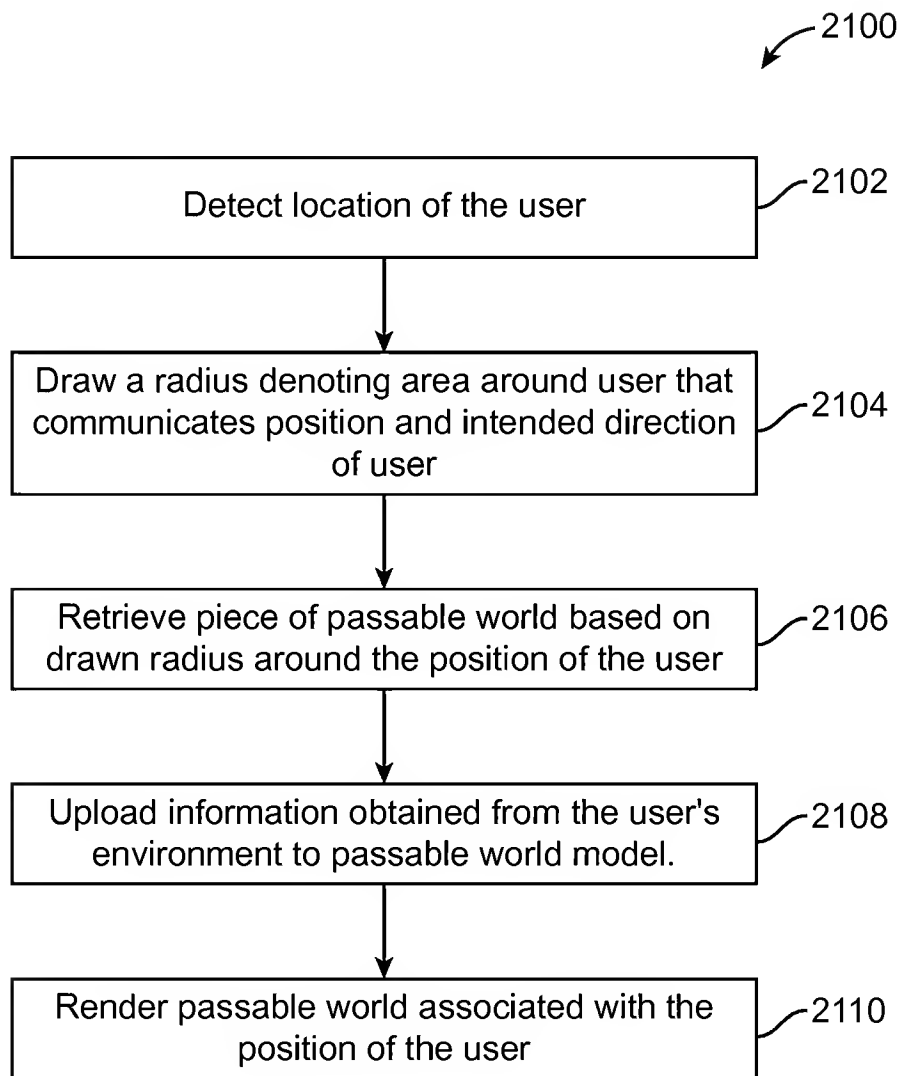 2100
Detect location of the user
2102
Draw a radius denoting area around user that
communicates position and intended direction
of user
2104
Retrieve piece of passable world based on
drawn radius around the position of the user
2106
Upload information obtained from the user's
environment to passable world model.
2108
Render passable world associated with the
position of the user
2110